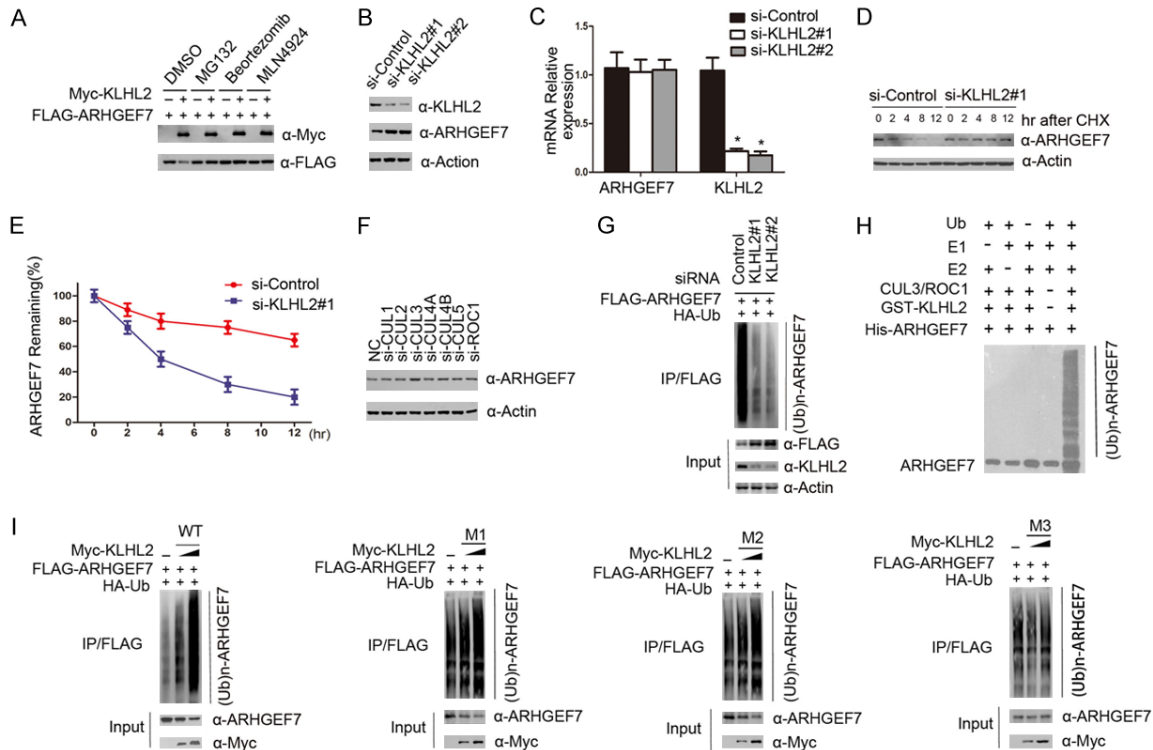 A
DMSO
MG132
Beortezomib
MLN4924
Myc-KLHL2 – + – + – + – +
FLAG-ARHGEF7 + + + + + + + +
α-Myc
α-FLAG
B
si-Control
si-KLHL2#1
si-KLHL2#2
α-KLHL2
α-ARHGEF7
α-Action
C
si-Control
si-KLHL2#1
si-KLHL2#2
mRNA Relative
expression
1.5
1.0
0.5
0.0
* *
ARHGEF7 KLHL2
D
si-Control si-KLHL2#1
0 2 4 8 12 0 2 4 8 12 hr after CHX
α-ARHGEF7
α-Actin
E
ARHGEF7 Remaining(%)
100
80
60
40
20
0
si-Control
si-KLHL2#1
0 2 4 6 8 10 12 (hr)
F
NC
si-CUL1
si-CUL2
si-CUL3
si-CUL4A
si-CUL4B
si-CUL5
si-ROC1
α-ARHGEF7
α-Actin
G
Control
KLHL2#1
KLHL2#2
siRNA
FLAG-ARHGEF7 + + +
HA-Ub + + +
IP/FLAG
(Ub)n-ARHGEF7
Input
α-FLAG
α-KLHL2
α-Actin
H
Ub + + – + +
E1 – + + + +
E2 + – + + +
CUL3/ROC1 + + + – +
GST-KLHL2 + + + – +
His-ARHGEF7 + + + + +
(Ub)n-ARHGEF7
ARHGEF7
I
WT
Myc-KLHL2 –
FLAG-ARHGEF7 + + +
HA-Ub + + +
IP/FLAG
(Ub)n-ARHGEF7
Input
α-ARHGEF7
α-Myc
M1
Myc-KLHL2 –
FLAG-ARHGEF7 + + +
HA-Ub + + +
IP/FLAG
(Ub)n-ARHGEF7
Input
α-ARHGEF7
α-Myc
M2
Myc-KLHL2 –
FLAG-ARHGEF7 + + +
HA-Ub + + +
IP/FLAG
(Ub)n-ARHGEF7
Input
α-ARHGEF7
α-Myc
M3
Myc-KLHL2 –
FLAG-ARHGEF7 + + +
HA-Ub + + +
IP/FLAG
(Ub)n-ARHGEF7
Input
α-ARHGEF7
α-Myc